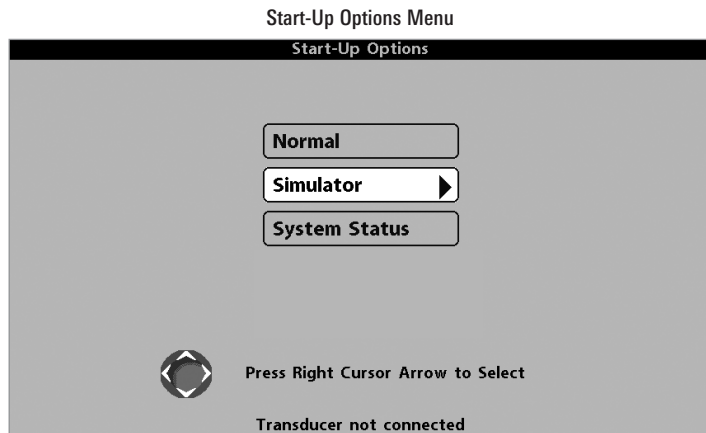 Start-Up Options Menu
Start-Up Options
Normal
Simulator
System Status
Press Right Cursor Arrow to Select
Transducer not connected